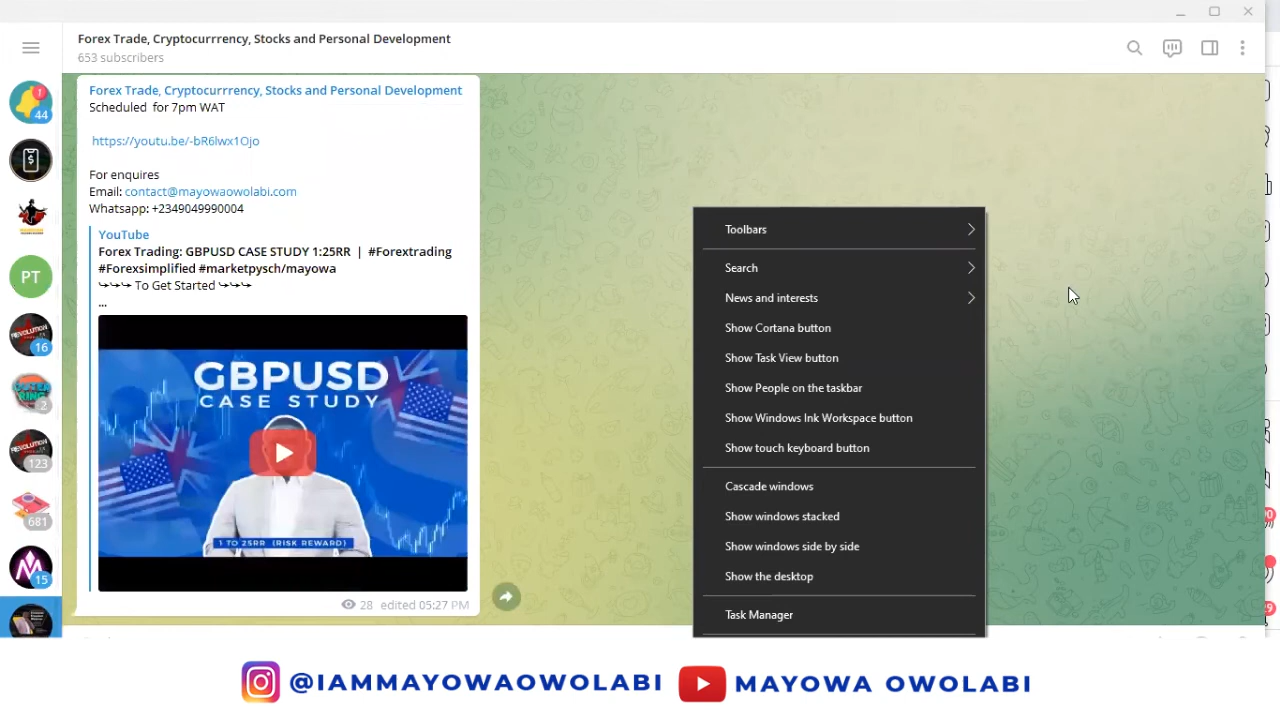 Forex Trade, Cryptocurrrency, Stocks and Personal Development
653 subscribers
1
44
PT
16
2
123
681
15
Forex Trade, Cryptocurrrency, Stocks and Personal Development
Scheduled for 7pm WAT
https://youtu.be/-bR6lwx1Ojo
For enquires
Email: contact@mayowaowolabi.com
Whatsapp: +2349049990004
YouTube
Forex Trading: GBPUSD CASE STUDY 1:25RR | #Forextrading
#Forexsimplified #marketpysch/mayowa
⤷⤷⤷ To Get Started ⤷⤷⤷
...
GBPUSD
CASE STUDY
1 TO 25RR (RISK REWARD)
28 edited 05:27 PM
Toolbars
Search
News and interests
Show Cortana button
Show Task View button
Show People on the taskbar
Show Windows Ink Workspace button
Show touch keyboard button
Cascade windows
Show windows stacked
Show windows side by side
Show the desktop
Task Manager
@IAMMAYOWAOWOLABI
MAYOWA OWOLABI